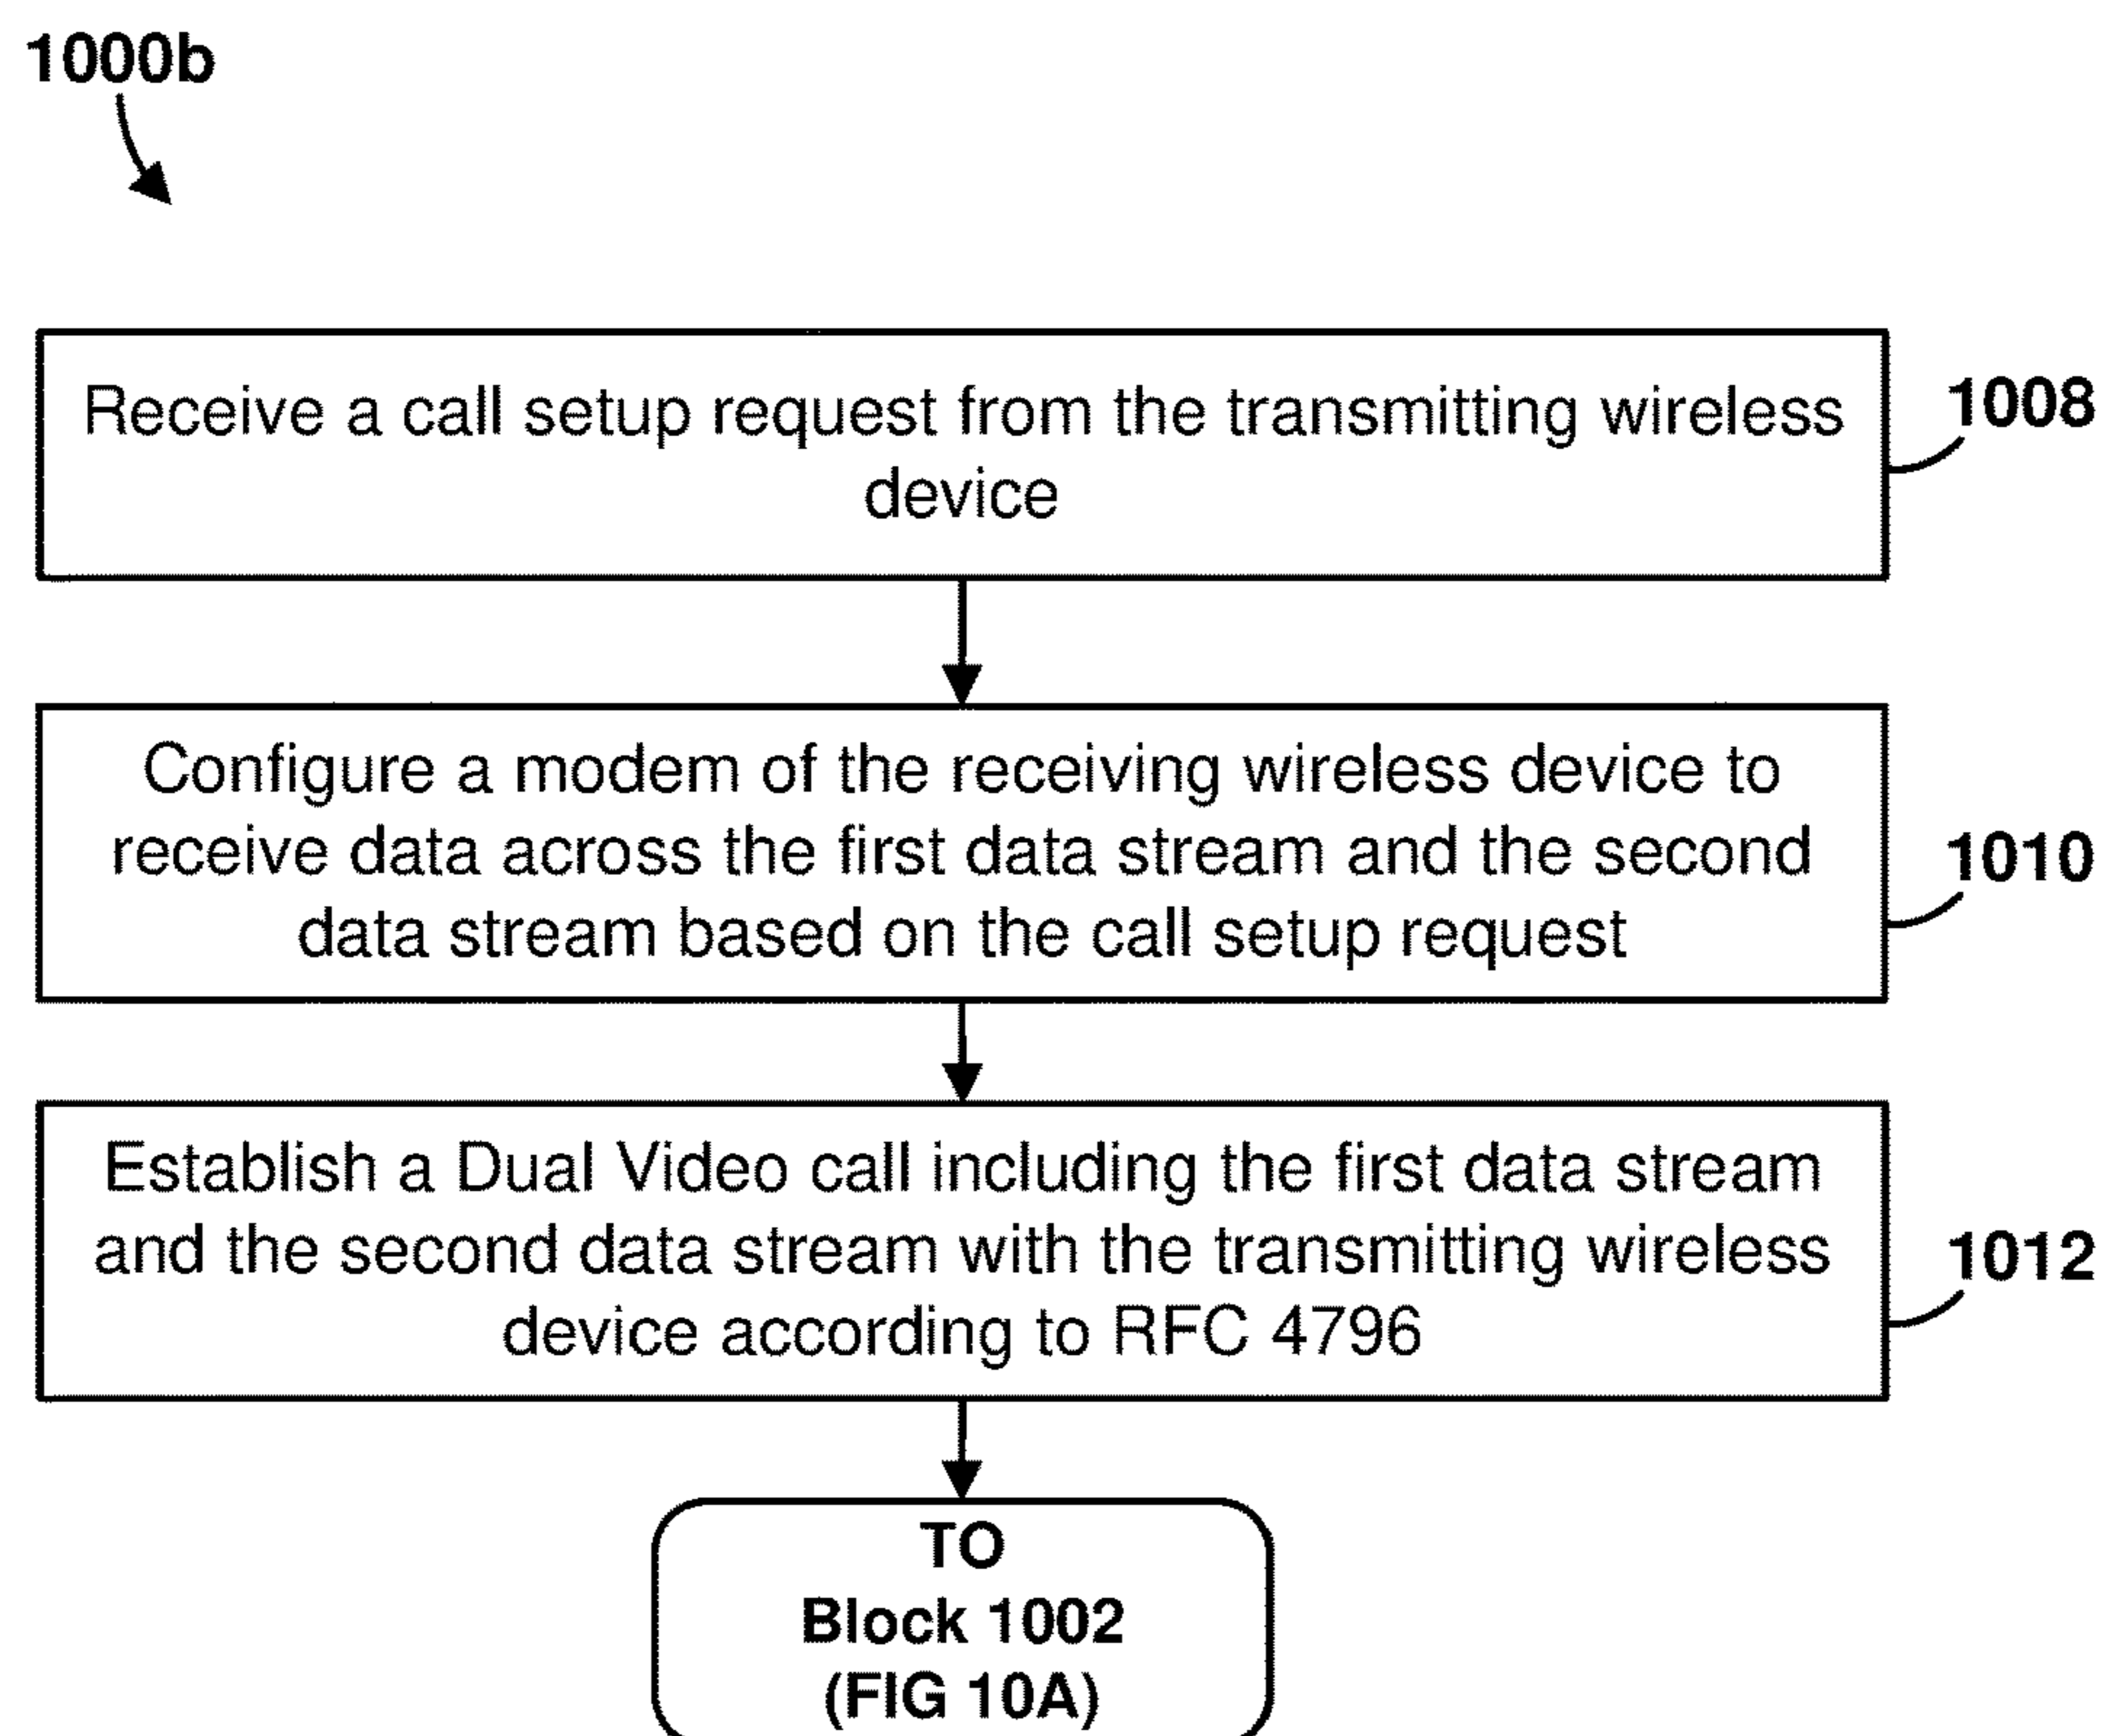 1000b
Receive a call setup request from the transmitting wireless
device
1008
Configure a modem of the receiving wireless device to
receive data across the first data stream and the second
data stream based on the call setup request
1010
Establish a Dual Video call including the first data stream
and the second data stream with the transmitting wireless
device according to RFC 4796
1012
TO
Block 1002
(FIG 10A)